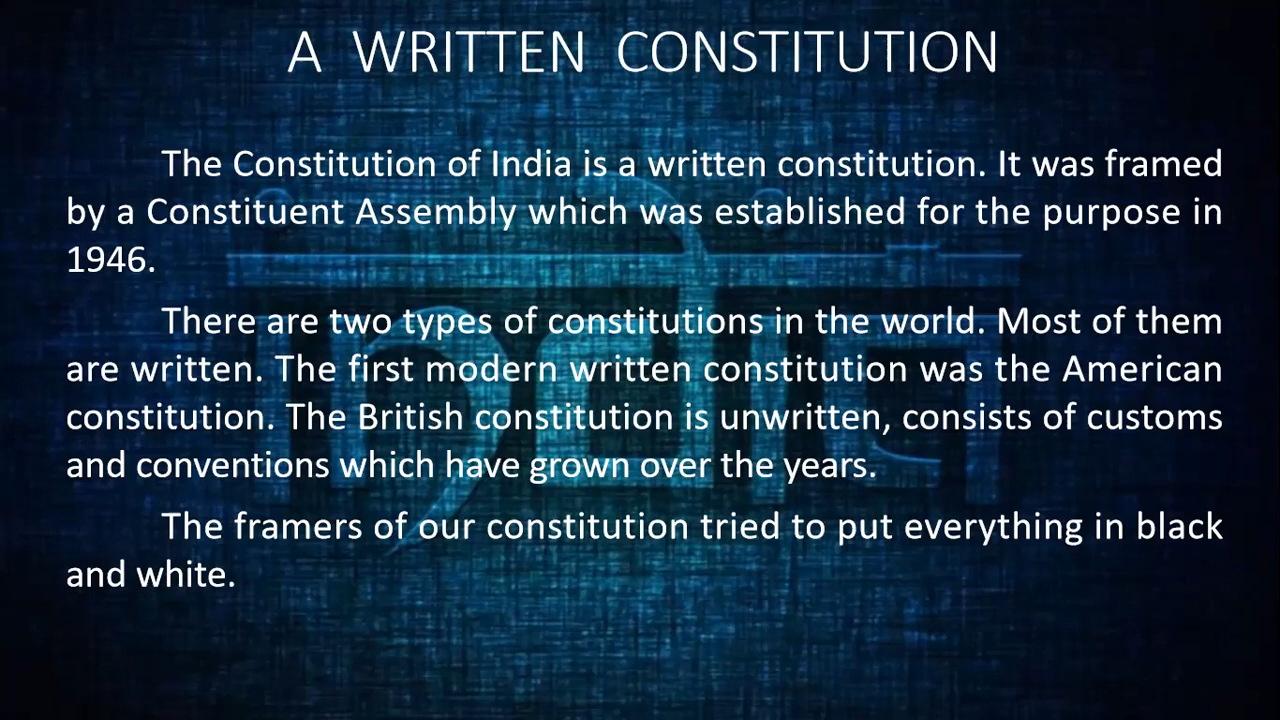 A WRITTEN CONSTITUTION
The Constitution of India is a written constitution. It was framed
by a Constituent Assembly which was established for the purpose in
1946.
There are two types of constitutions in the world. Most of them
are written. The first modern written constitution was the American
constitution. The British constitution is unwritten, consists of customs
and conventions which have grown over the years.
The framers of our constitution tried to put everything in black
and white.